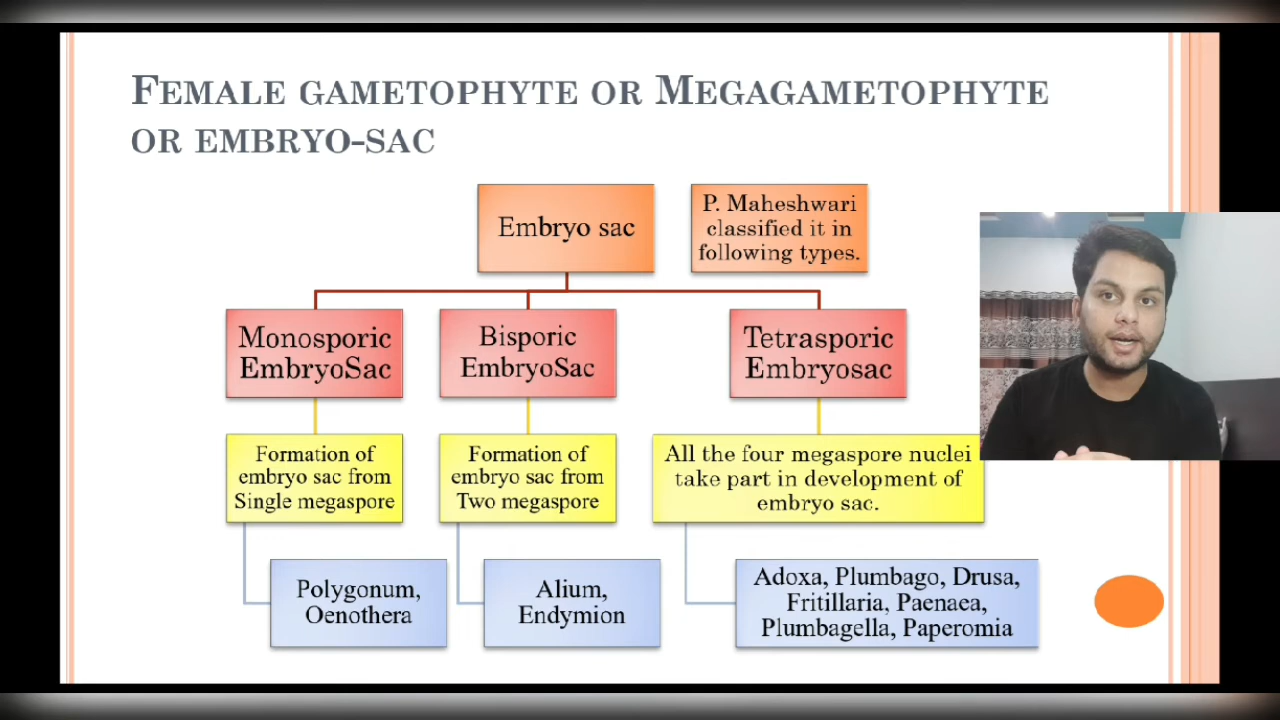 FEMALE GAMETOPHYTE OR MEGAGAMETOPHYTE
OR EMBRYO-SAC
Embryo sac
P. Maheshwari
classified it in
following types.
Monosporic
EmbryoSac
Bisporic
EmbryoSac
Tetrasporic
Embryosac
Formation of
embryo sac from
Single megaspore
Formation of
embryo sac from
Two megaspore
All the four megaspore nuclei
take part in development of
embryo sac.
Polygonum,
Oenothera
Alium,
Endymion
Adoxa, Plumbago, Drusa,
Fritillaria, Paenaea,
Plumbagella, Paperomia